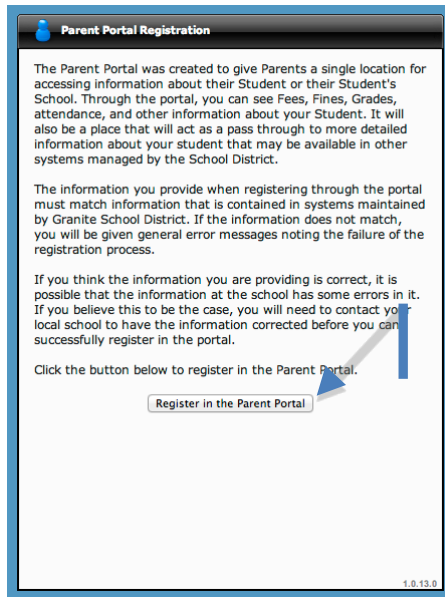 Parent Portal Registration
The Parent Portal was created to give Parents a single location for
accessing information about their Student or their Student's
School. Through the portal, you can see Fees, Fines, Grades,
attendance, and other information about your Student. It will
also be a place that will act as a pass through to more detailed
information about your student that may be available in other
systems managed by the School District.
The information you provide when registering through the portal
must match information that is contained in systems maintained
by Granite School District. If the information does not match,
you will be given general error messages noting the failure of the
registration process.
If you think the information you are providing is correct, it is
possible that the information at the school has some errors in it.
If you believe this to be the case, you will need to contact your
local school to have the information corrected before you can
successfully register in the portal.
Click the button below to register in the Parent Portal.
Register in the Parent Portal
1.0.13.0